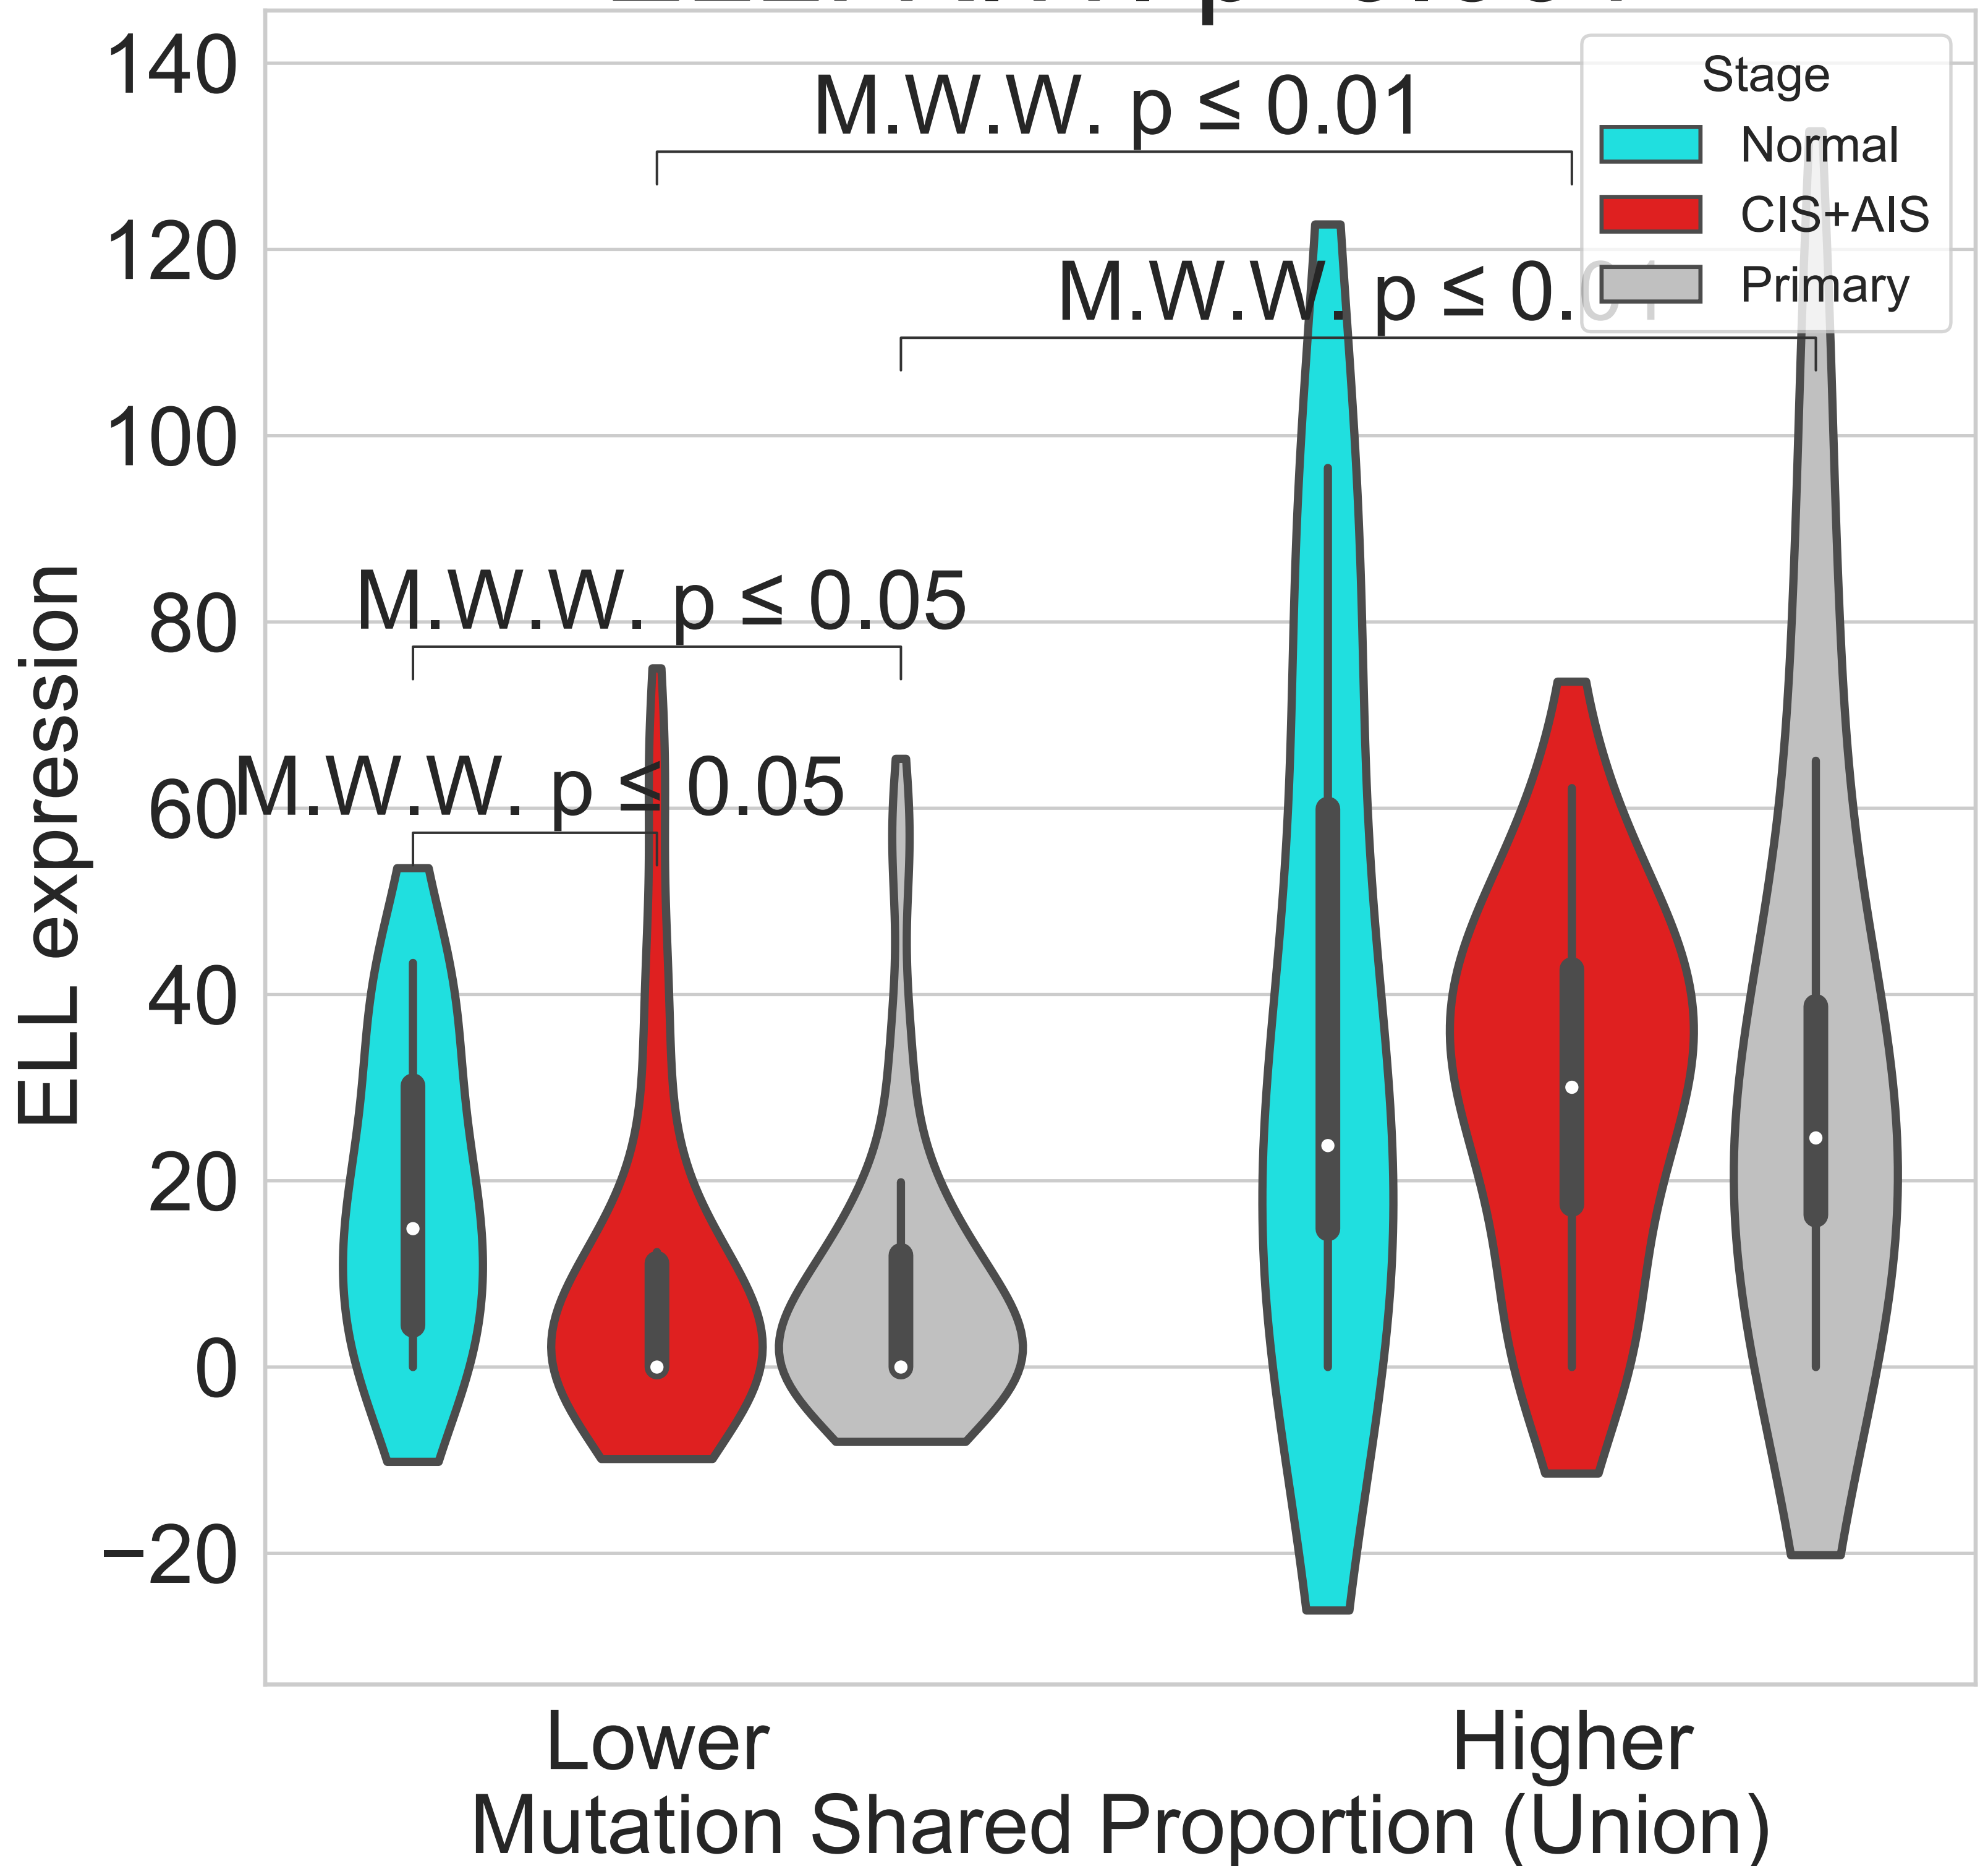 140
120
100
80
60
40
20
0
−20
ELL expression
M.W.W. p ≤ 0.01
M.W.W. p ≤ 0.01
M.W.W. p ≤ 0.05
M.W.W. p ≤ 0.05
Stage
Normal
CIS+AIS
Primary
Lower
Higher
Mutation Shared Proportion (Union)